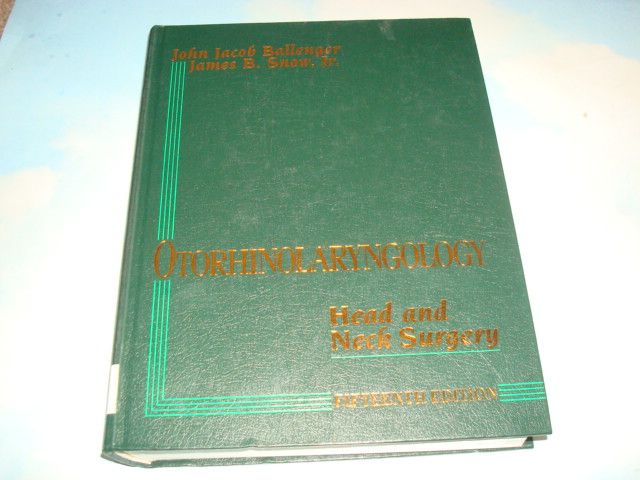 John Jacob Ballenger
James B. Snow, Jr.
OTORHINOLARYNGOLOGY
Head and
Neck Surgery
FIFTEENTH EDITION